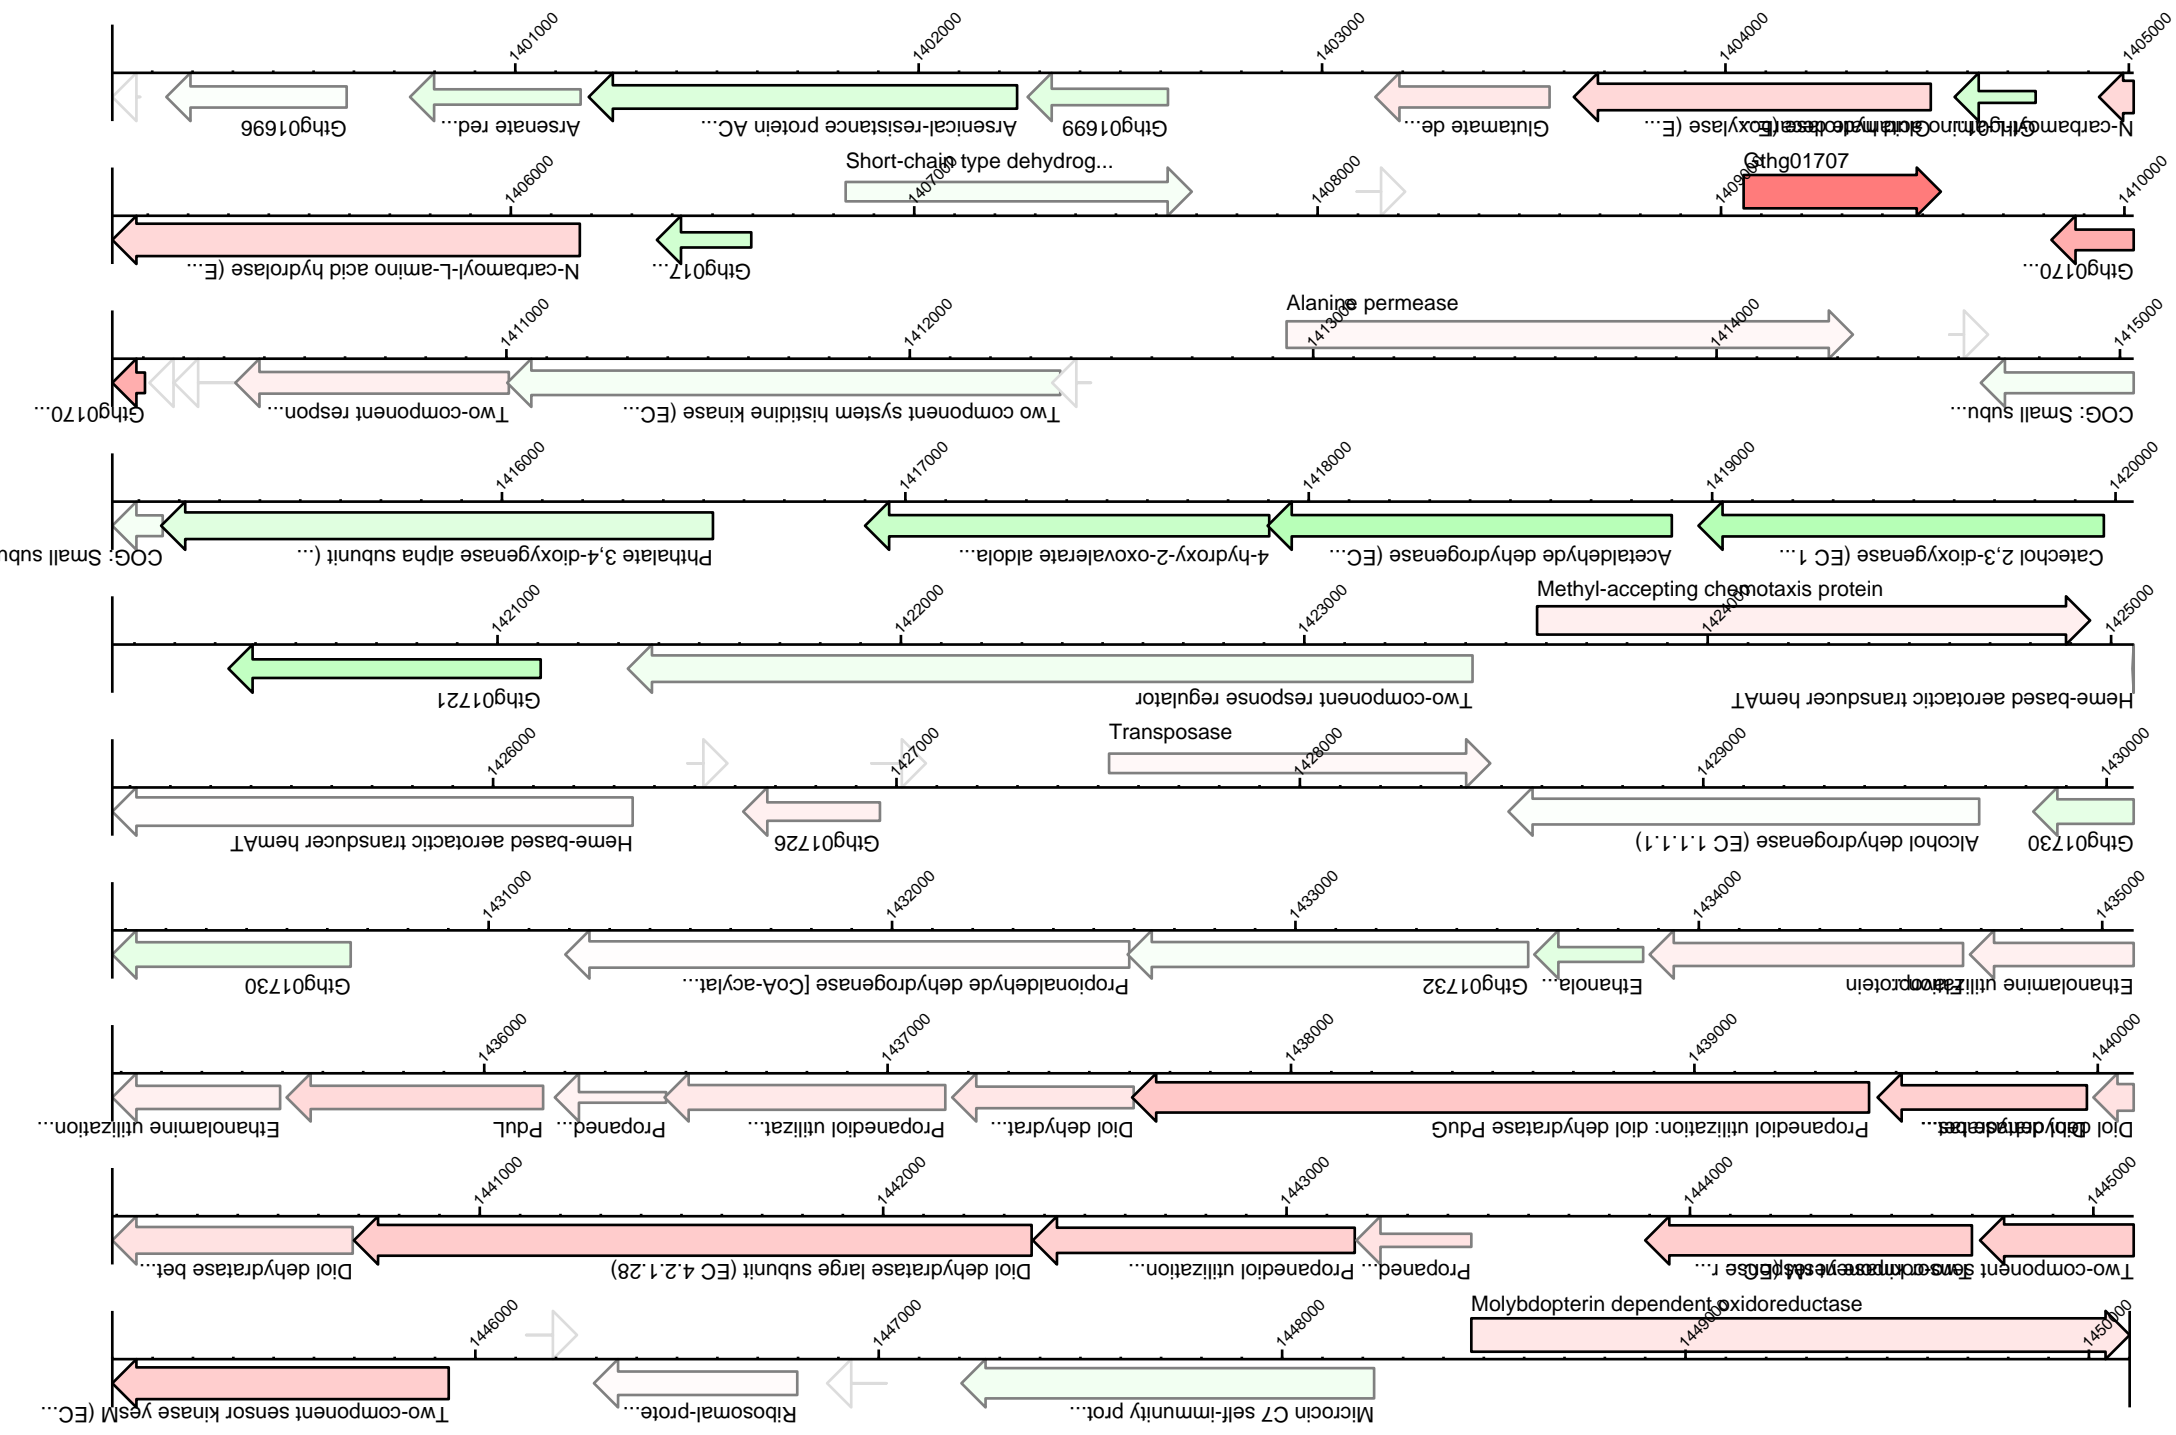 1401000 1402000 1403000 1404000 1405000
Gthg01696 Arsenate red... Arsenical-resistance protein AC... Gthg01699 Glutamate de... N-carbamoyl-
Short-chain type dehydrog... Gthg01707
1406000 1407000 1408000 1409000 1410000
N-carbamoyl-L-amino acid hydrolase (E... Gthg017... Gthg0170...
Alanine permease
1411000 1412000 1413000 1414000 1415000
Gthg0170... Two-component respon... Two component system histidine kinase (EC... COG: Small subu...
1416000 1417000 1418000 1419000 1420000
COG: Small subu Phthalate 3,4-dioxygenase alpha subunit (... 4-hydroxy-2-oxovalerate aldola... Acetaldehyde dehydrogenase (EC... Catechol 2,3-dioxygenase (EC 1...
Methyl-accepting chemotaxis protein
1421000 1422000 1423000 1424000 1425000
Gthg01721 Two-component response regulator Heme-based aerotactic transducer hemAT
Transposase
1426000 1427000 1428000 1429000 1430000
Heme-based aerotactic transducer hemAT Gthg01726 Alcohol dehydrogenase (EC 1.1.1.1) Gthg01730
1431000 1432000 1433000 1434000 1435000
Gthg01730 Propionaldehyde dehydrogenase [CoA-acylat... Gthg01732 Ethanola... Ethanolamine
1436000 1437000 1438000 1439000 1440000
Ethanolamine utilization... PduL Propaned... Propanediol utilizat... Diol dehydrat... Propanediol utilization: diol dehydratase PduG Diol
1441000 1442000 1443000 1444000 1445000
Diol dehydratase bet... Diol dehydratase large subunit (EC 4.2.1.28) Propanediol utilization... Propaned... Two-component
Molybdopterin dependent oxidoreductase
1446000 1447000 1448000 1449000 1450000
Two-component sensor kinase yesM (EC... Ribosomal-prote... Microcin C7 self-immunity prot...